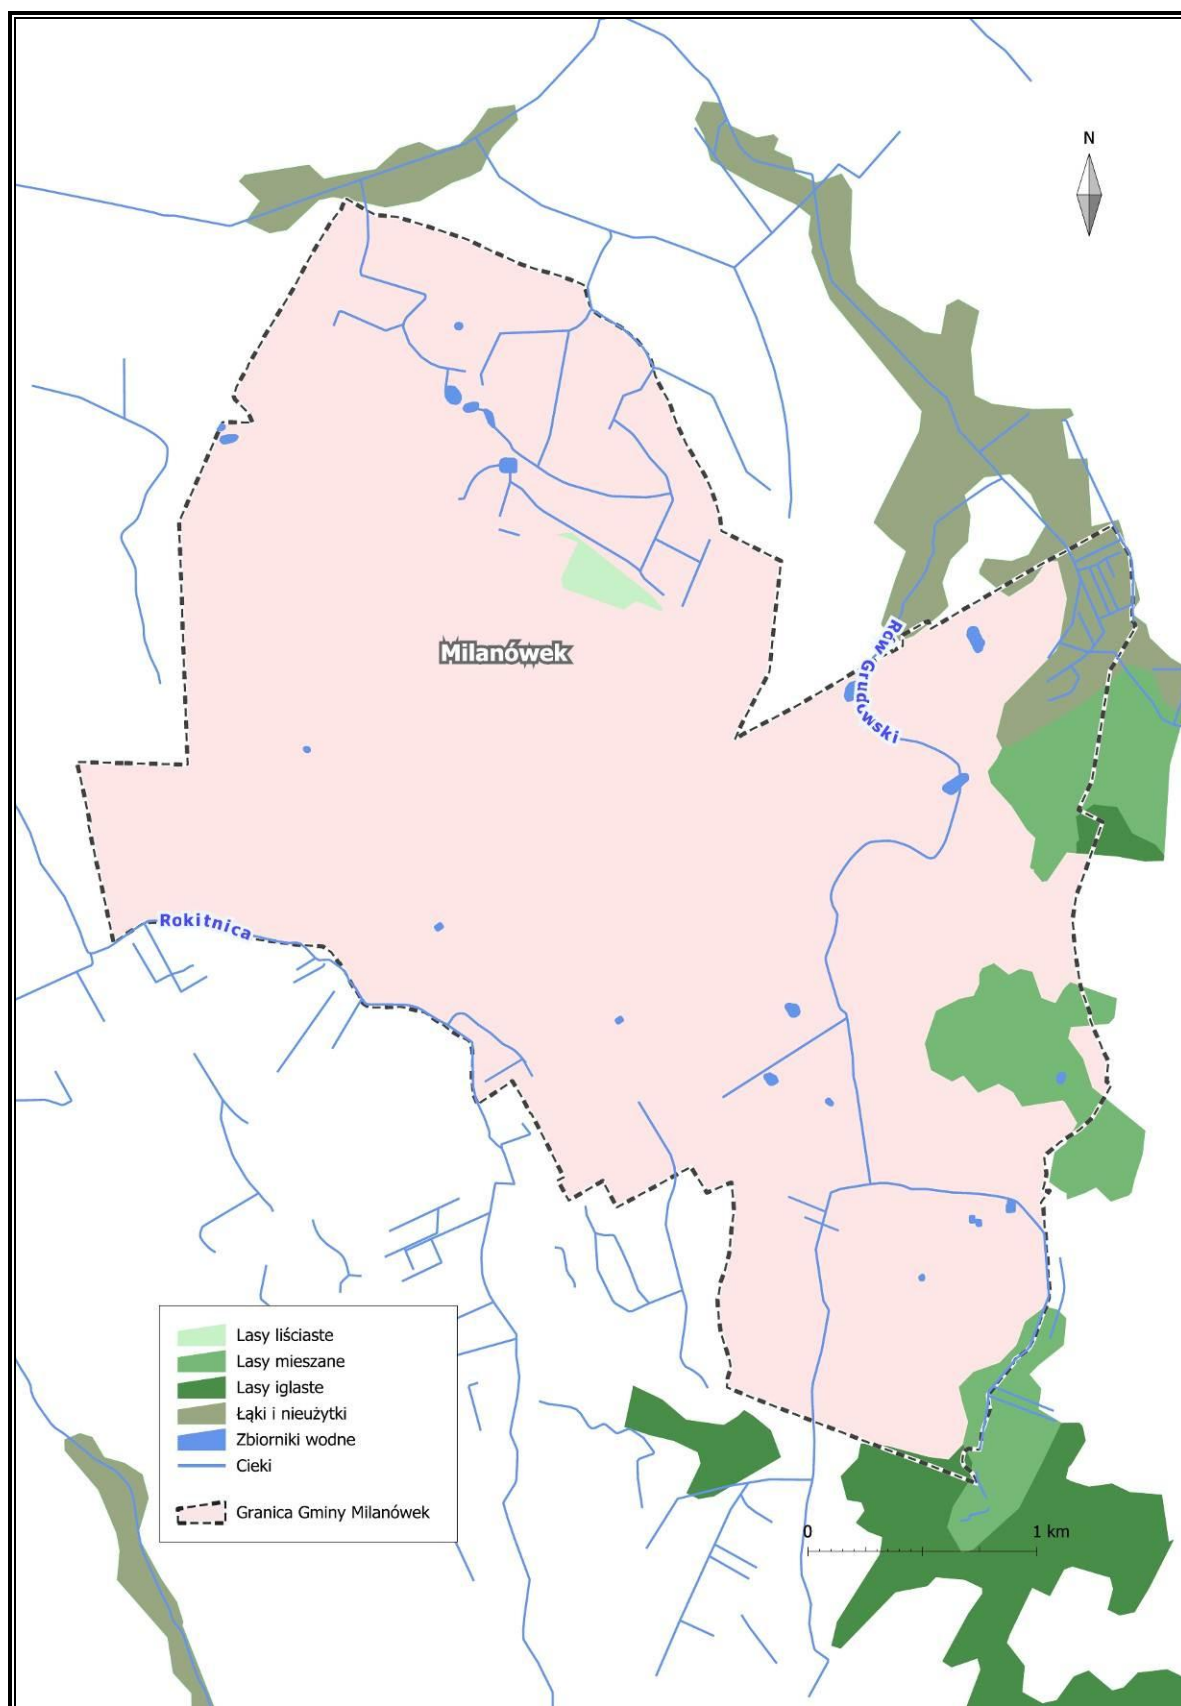 N
Milanówek
Rów Grudowski
Rokitnica
Lasy liściaste
Lasy mieszane
Lasy iglaste
Łąki i nieużytki
Zbiorniki wodne
Cieki
Granica Gminy Milanówek
0 1 km